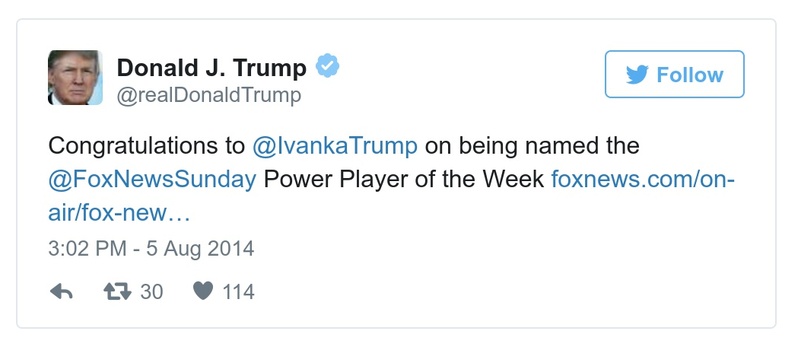 Donald J. Trump
@realDonaldTrump
Follow
Congratulations to @IvankaTrump on being named the
@FoxNewsSunday Power Player of the Week foxnews.com/on-
air/fox-new…
3:02 PM - 5 Aug 2014
30 114